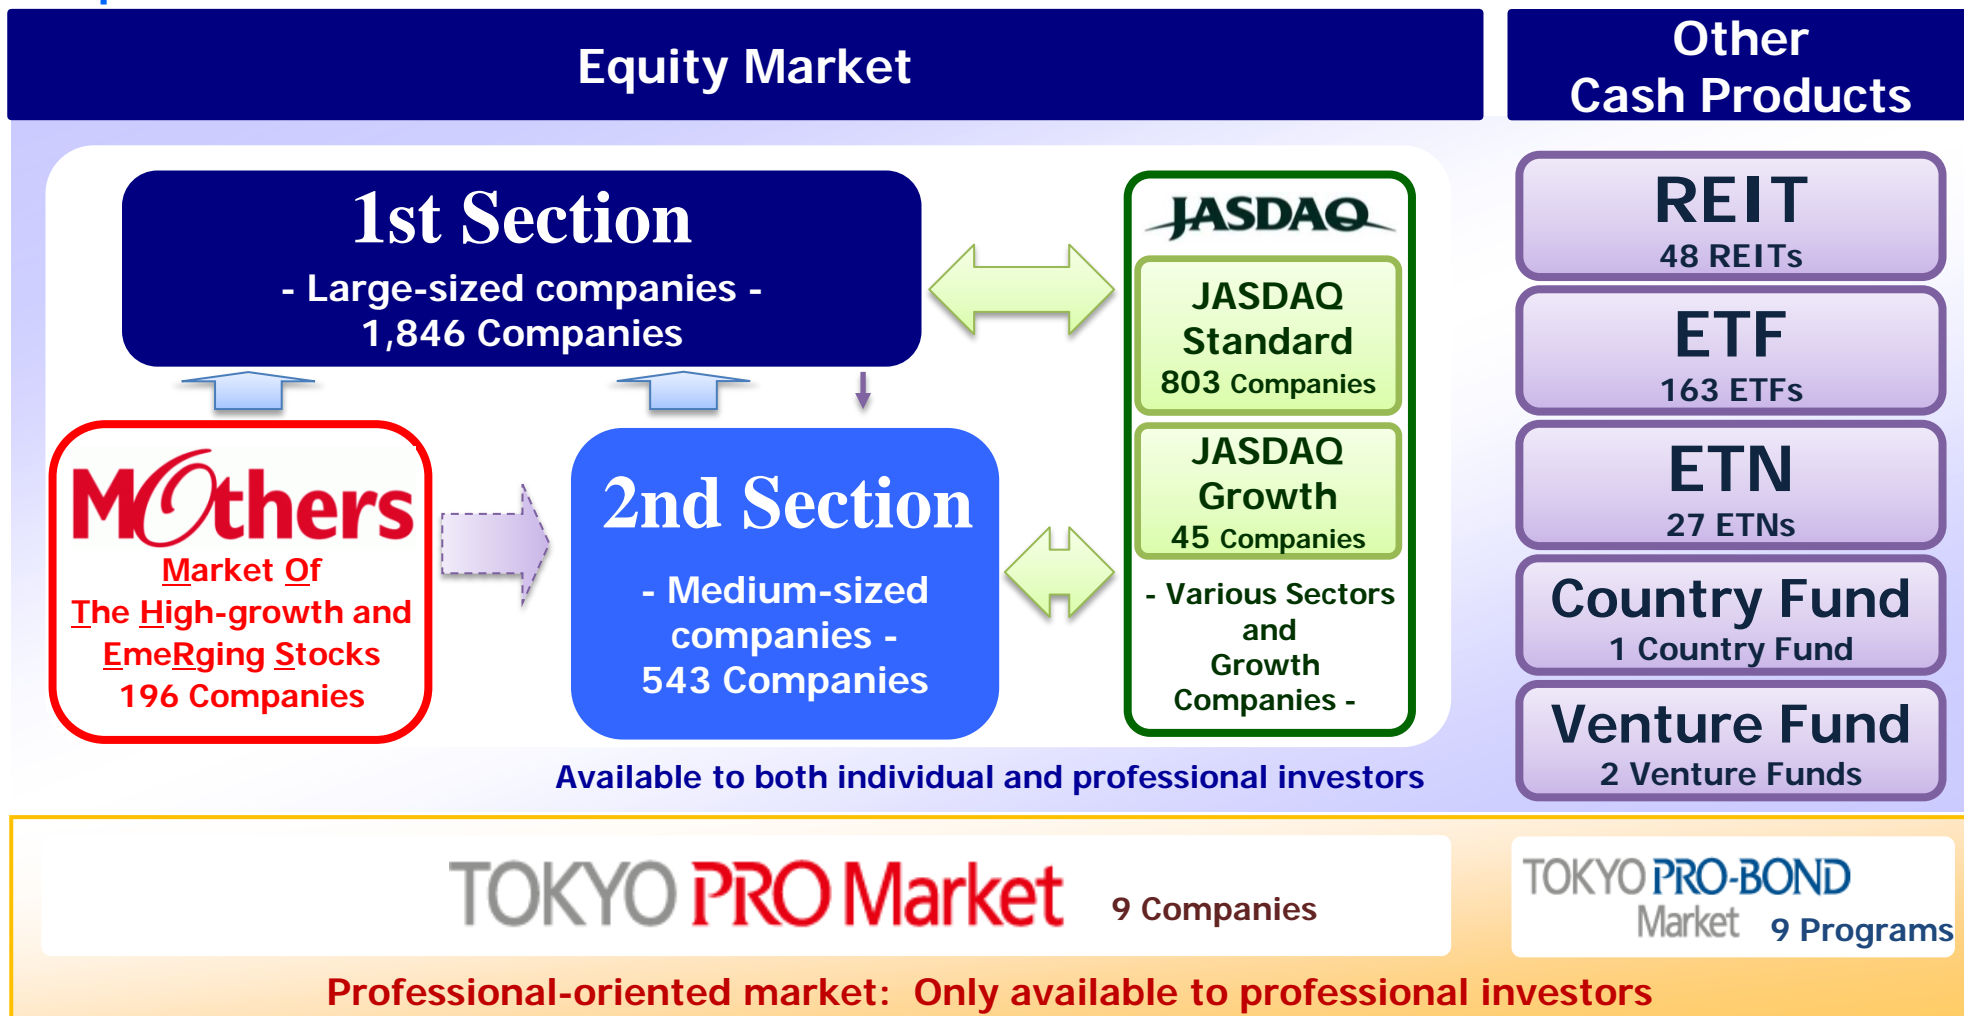 Equity Market
Other
Cash Products
1st Section
- Large-sized companies -
1,846 Companies
JASDAQ
JASDAQ
Standard
803 Companies
JASDAQ
Growth
45 Companies
- Various Sectors
and
Growth
Companies -
MOthers
Market Of
The High-growth and
EmeRging Stocks
196 Companies
2nd Section
- Medium-sized
companies -
543 Companies
Available to both individual and professional investors
REIT
48 REITs
ETF
163 ETFs
ETN
27 ETNs
Country Fund
1 Country Fund
Venture Fund
2 Venture Funds
TOKYO PRO Market 9 Companies
TOKYO PRO-BOND
Market 9 Programs
Professional-oriented market: Only available to professional investors